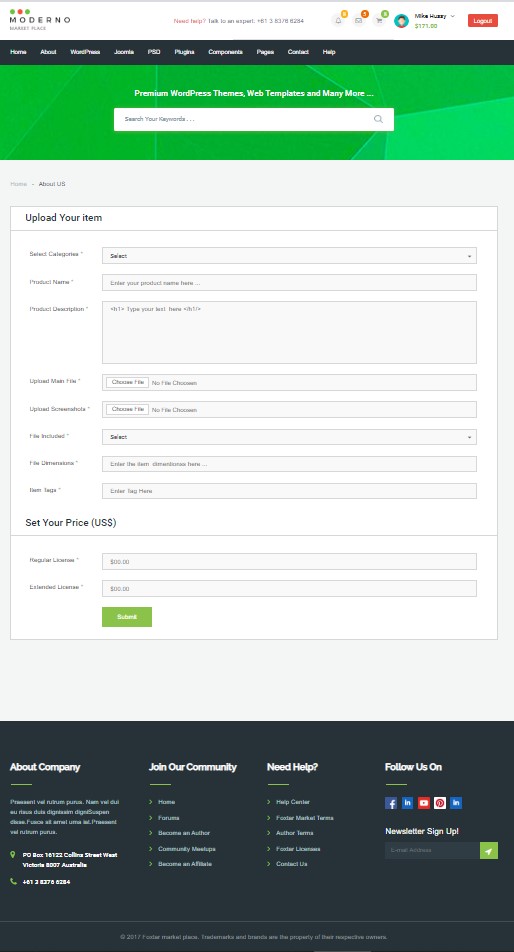 MODERNO
MARKET PLACE
Need help? Talk to an expert. +61 3 8376 6284
Mike Hussy
$171.00
Logout
Home About WordPress Joomla PSD Plugins Components Pages Contact Help
Premium WordPress Themes, Web Templates and Many More ...
Search Your Keywords . . .
Home - About US
Upload Your item
Select Categories *
Select
Product Name *
Enter your product name here ...
Product Description *
<h1> Type your text here </h1/>
Upload Main File *
Choose File No File Choosen
Upload Screenshots *
Choose File No File Choosen
File Included *
Select
File Dimensions *
Enter the item dimentionss here ...
Item Tags *
Enter Tag Here
Set Your Price (US$)
Regular License *
$00.00
Extended License *
$00.00
Submit
About Company
Praesent vel rutrum purus. Nam vel dui
eu risus duis dignissim digniSuspen
disse.Fusce sit amet uma lat.Praesent
vel rutrum purus.
PO Box 16122 Collins Street West
Victoria 8007 Australia
+61 3 8376 6284
Join Our Community
Home
Forums
Become an Author
Community Meetups
Become an Affiliate
Need Help?
Help Center
Foxtar Market Terms
Author Terms
Foxtar Licenses
Contact Us
Follow Us On
Newsletter Sign Up!
E-mail Address
© 2017 Foxtar market place. Trademarks and brands are the property of their respective owners.